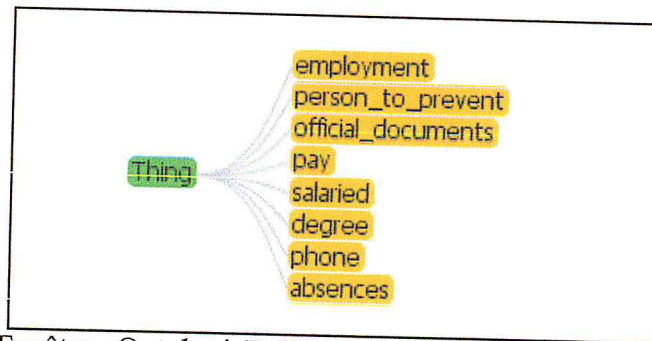 employment
person_to_prevent
official_documents
Thing
pay
salaried
degree
phone
absences